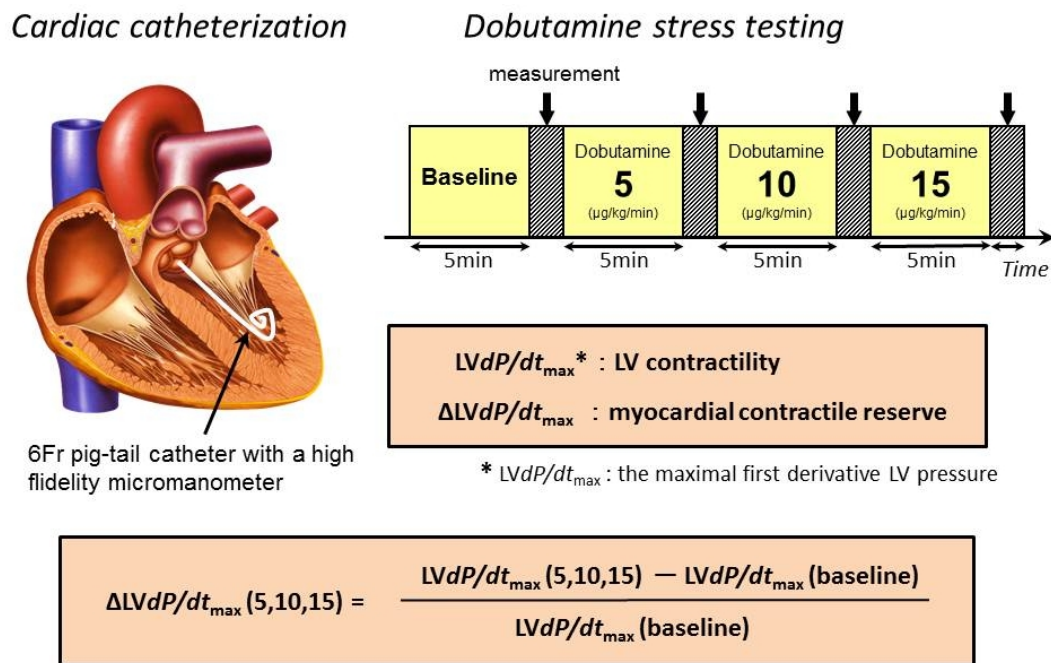 Cardiac catheterization
Dobutamine stress testing
measurement
Baseline
Dobutamine
5
(μg/kg/min)
Dobutamine
10
(μg/kg/min)
Dobutamine
15
(μg/kg/min)
5min
5min
5min
5min
Time
LVdP/dtmax* : LV contractility
ΔLVdP/dtmax : myocardial contractile reserve
* LVdP/dtmax : the maximal first derivative LV pressure
6Fr pig-tail catheter with a high
flidelity micromanometer
ΔLVdP/dtmax (5,10,15) =
LVdP/dtmax (5,10,15) — LVdP/dtmax (baseline)
LVdP/dtmax (baseline)